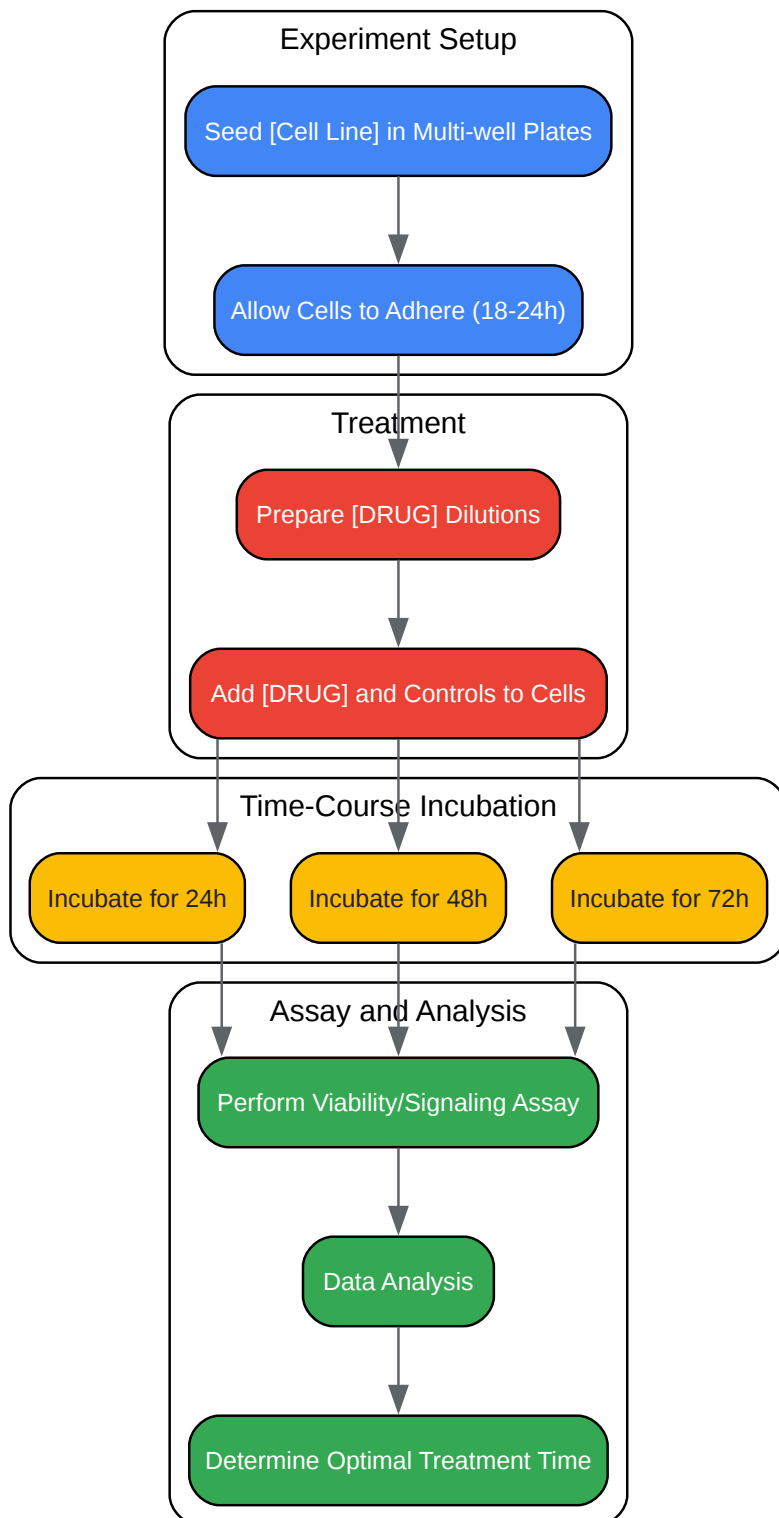 Experiment Setup
Seed [Cell Line] in Multi-well Plates
Allow Cells to Adhere (18-24h)
Treatment
Prepare [DRUG] Dilutions
Add [DRUG] and Controls to Cells
Time-Course Incubation
Incubate for 24h
Incubate for 48h
Incubate for 72h
Assay and Analysis
Perform Viability/Signaling Assay
Data Analysis
Determine Optimal Treatment Time